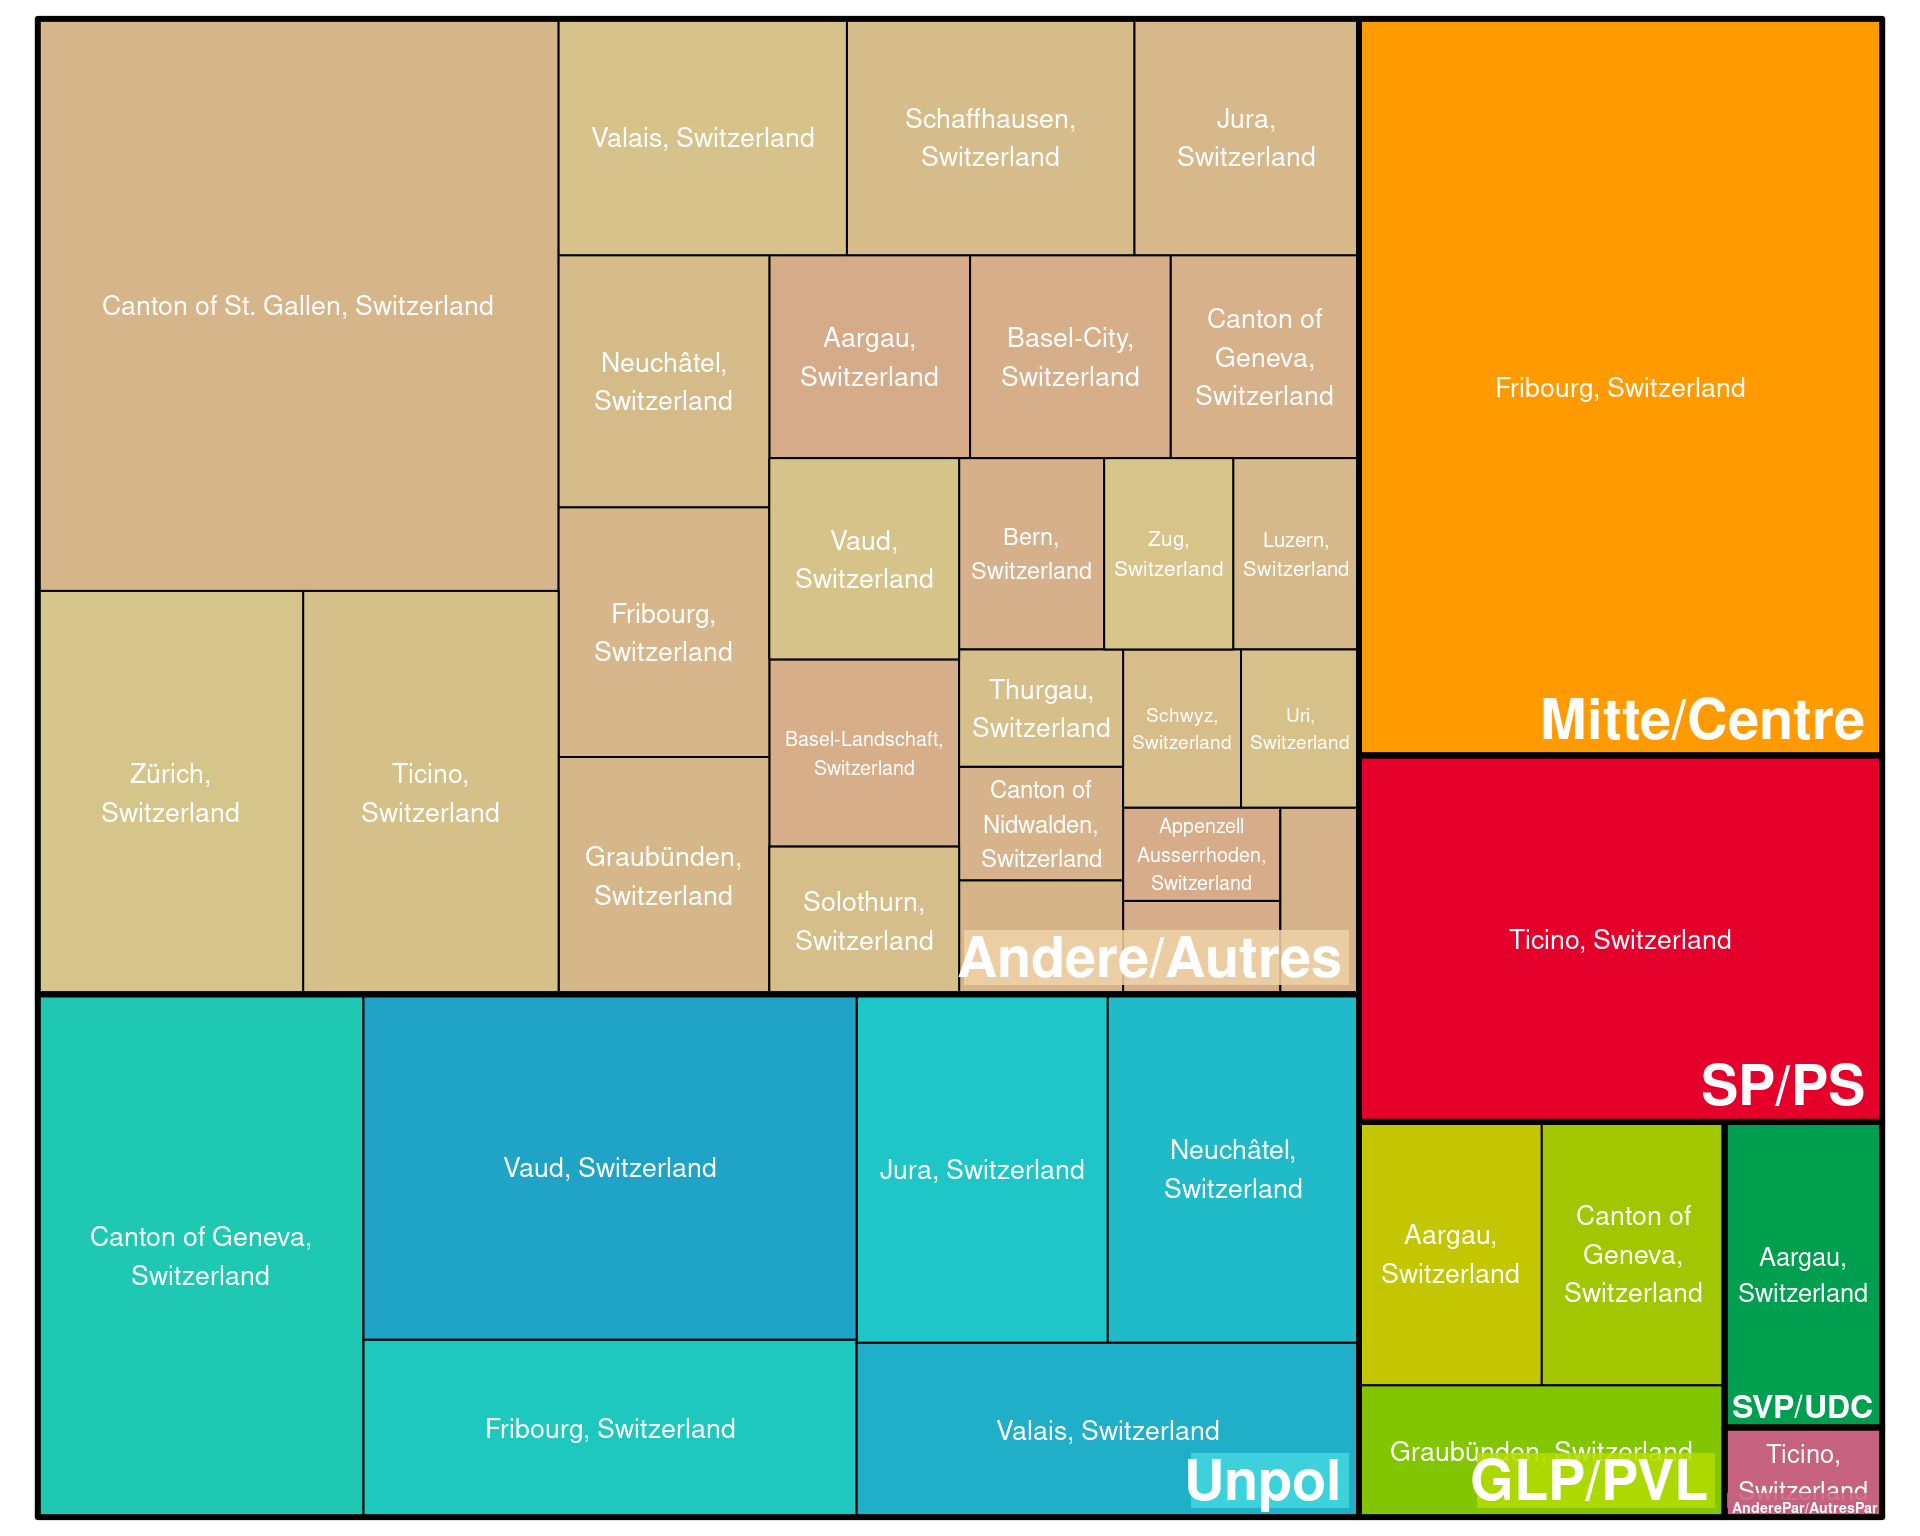 Canton of St. Gallen, Switzerland
Valais, Switzerland
Schaffhausen,
Switzerland
Jura,
Switzerland
Neuchâtel,
Switzerland
Aargau,
Switzerland
Basel-City,
Switzerland
Canton of
Geneva,
Switzerland
Fribourg,
Switzerland
Vaud,
Switzerland
Bern,
Switzerland
Zug,
Switzerland
Luzern,
Switzerland
Zürich,
Switzerland
Ticino,
Switzerland
Graubünden,
Switzerland
Basel-Landschaft,
Switzerland
Solothurn,
Switzerland
Thurgau,
Switzerland
Schwyz,
Switzerland
Uri,
Switzerland
Canton of
Nidwalden,
Switzerland
Appenzell
Ausserrhoden,
Switzerland
Andere/Autres
Fribourg, Switzerland
Mitte/Centre
Ticino, Switzerland
SP/PS
Canton of Geneva,
Switzerland
Vaud, Switzerland
Fribourg, Switzerland
Jura, Switzerland
Neuchâtel,
Switzerland
Valais, Switzerland
Unpol
Aargau,
Switzerland
Canton of
Geneva,
Switzerland
Graubünden, Switzerland
GLP/PVL
Aargau,
Switzerland
SVP/UDC
Ticino,
Switzerland
AnderePar/AutresPar